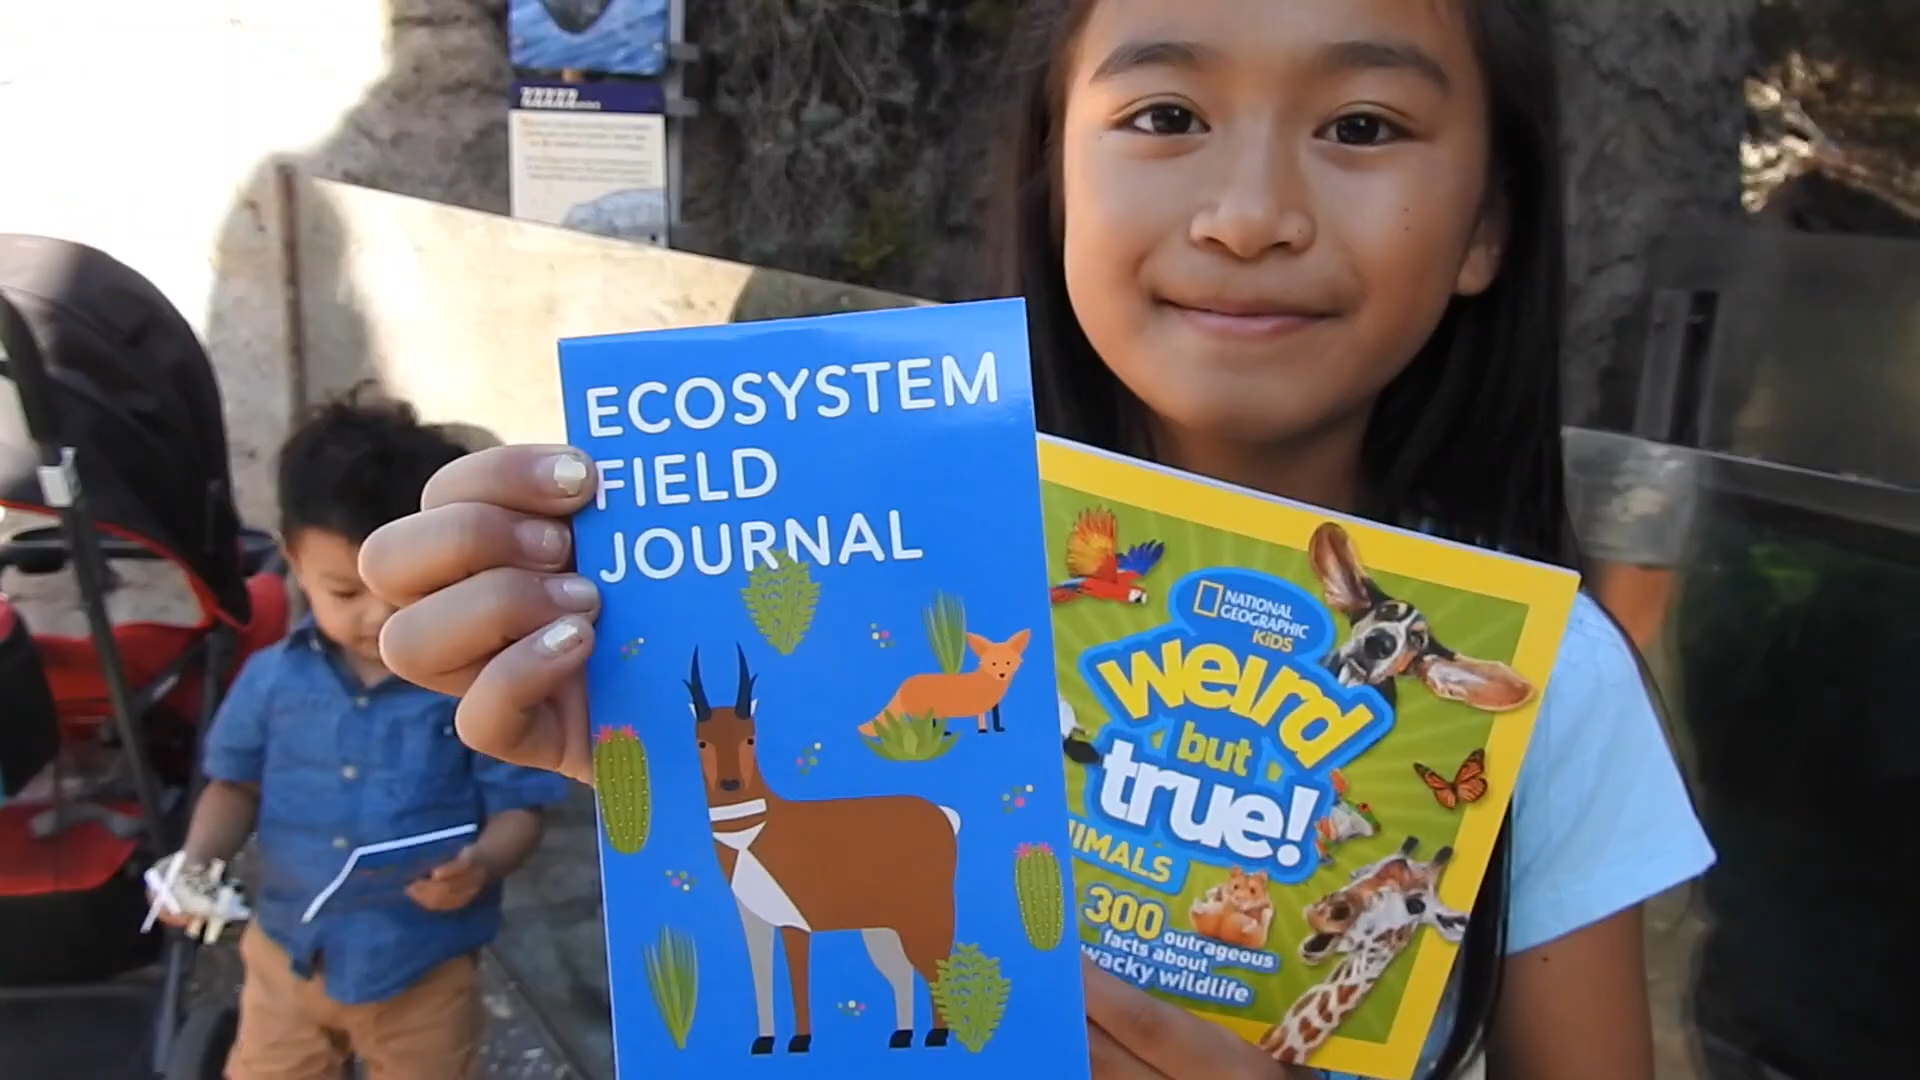 ECOSYSTEM
FIELD
JOURNAL
NATIONAL
GEOGRAPHIC
KiDS
weird
but
true!
IMALS
300
outrageous
facts about
wacky wildlife